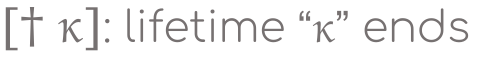 [† κ]: lifetime “κ” ends